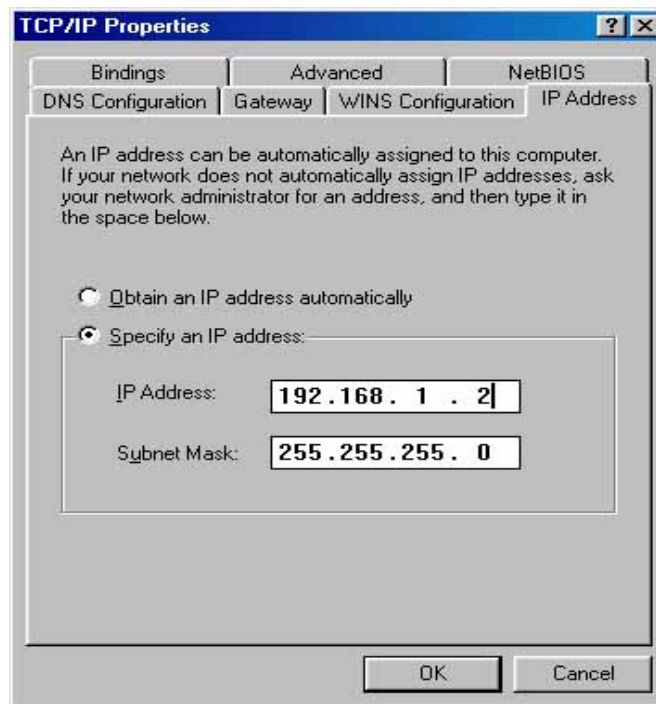 TCP/IP Properties
? ×
Bindings Advanced NetBIOS
DNS Configuration Gateway WINS Configuration IP Address
An IP address can be automatically assigned to this computer.
If your network does not automatically assign IP addresses, ask
your network administrator for an address, and then type it in
the space below.
Obtain an IP address automatically
Specify an IP address:
IP Address: 192.168. 1 . 2
Subnet Mask: 255.255.255. 0
OK Cancel